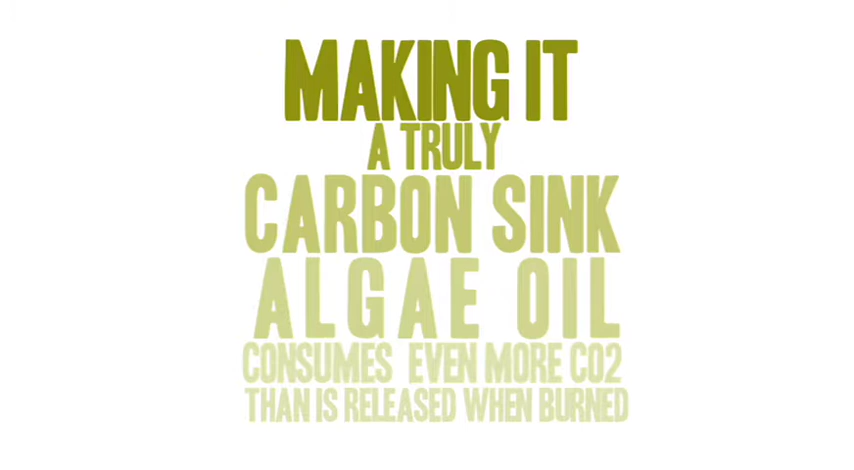 MAKING IT
A TRULY
CARBON SINK
ALGAE OIL
CONSUMES EVEN MORE CO2
THAN IS RELEASED WHEN BURNED